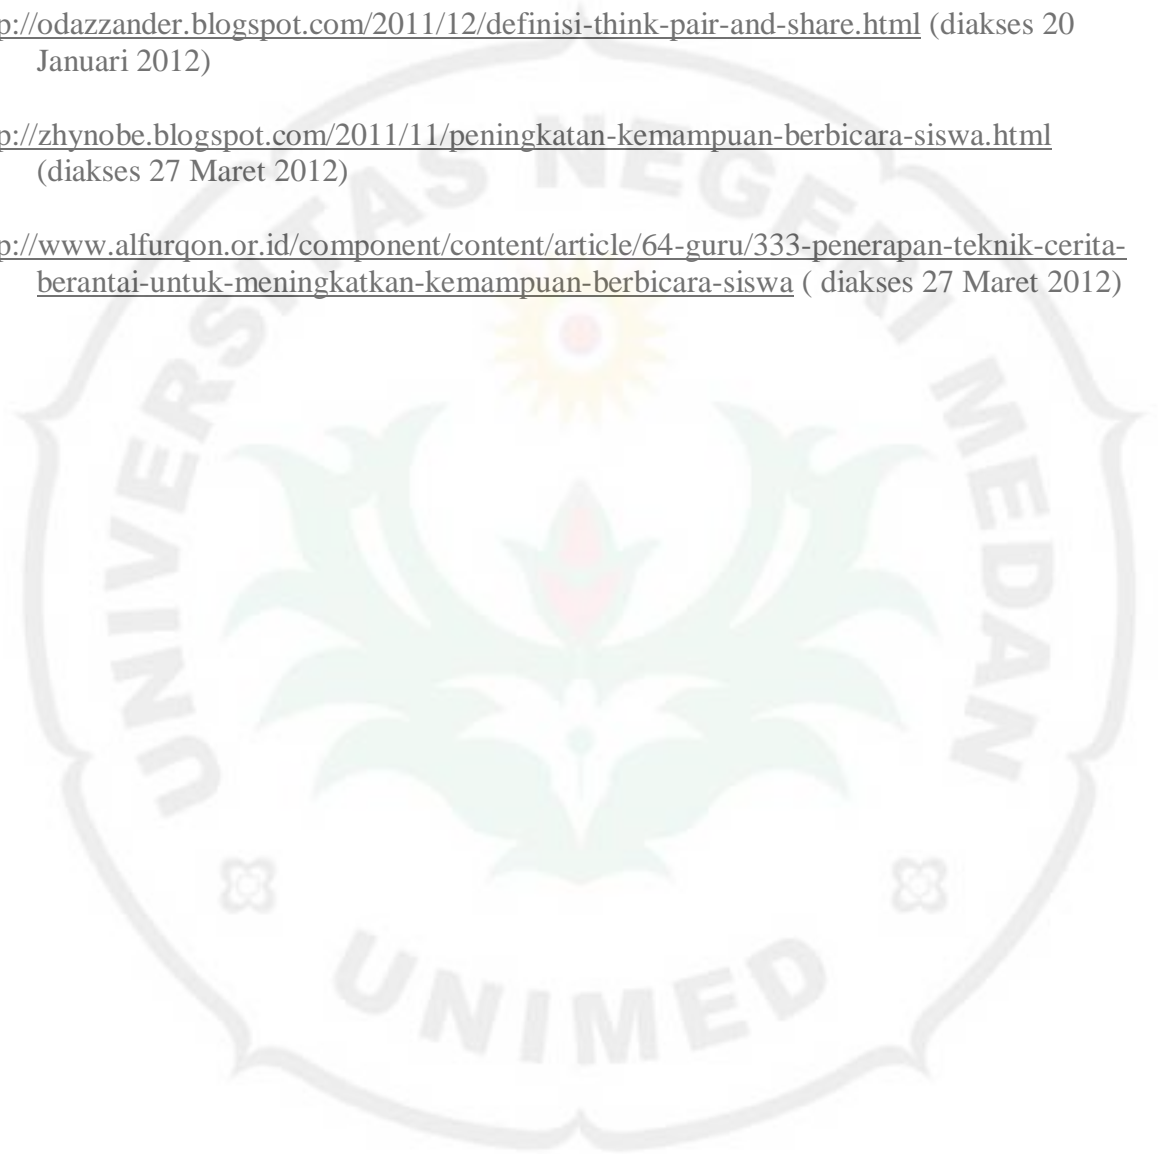 p://odazzander.blogspot.com/2011/12/definisi-think-pair-and-share.html (diakses 20
Januari 2012)
p://zhynobe.blogspot.com/2011/11/peningkatan-kemampuan-berbicara-siswa.html
(diakses 27 Maret 2012)
p://www.alfurqon.or.id/component/content/article/64-guru/333-penerapan-teknik-cerita-
berantai-untuk-meningkatkan-kemampuan-berbicara-siswa ( diakses 27 Maret 2012)
UNIVERSITAS NEGERI MEDAN
UNIMED